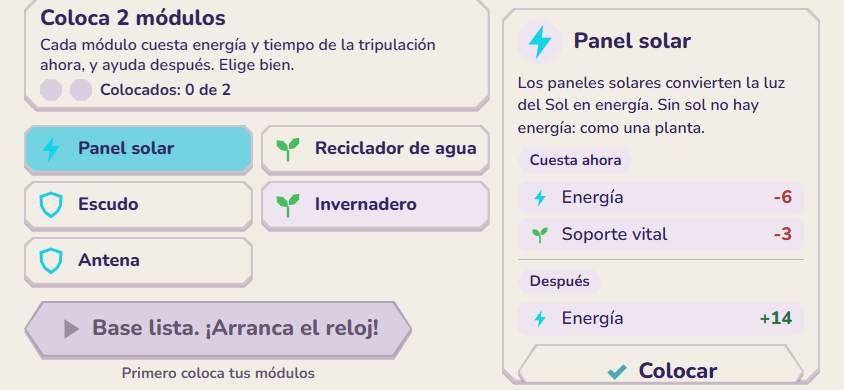 Coloca 2 módulos
Cada módulo cuesta energía y tiempo de la tripulación
ahora, y ayuda después. Elige bien.
Colocados: 0 de 2
Panel solar
Reciclador de agua
Escudo
Invernadero
Antena
Base lista. ¡Arranca el reloj!
Primero coloca tus módulos
Panel solar
Los paneles solares convierten la luz
del Sol en energía. Sin sol no hay
energía: como una planta.
Cuesta ahora
Energía -6
Soporte vital -3
Después
Energía +14
Colocar